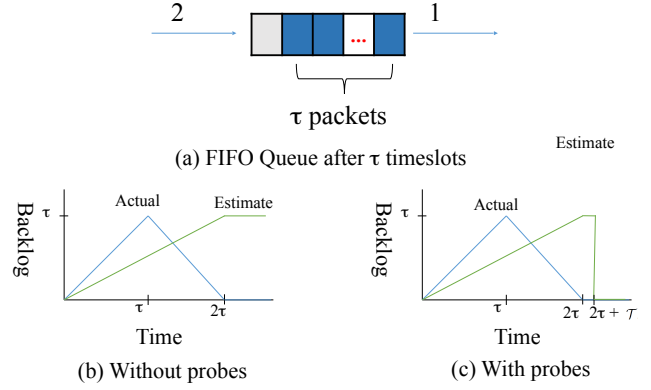 2 1
...
τ packets
(a) FIFO Queue after τ timeslots
Estimate
Backlog
τ
Actual
Estimate
τ
2τ
Time
(b) Without probes
Backlog
τ
Actual
τ
2τ
2τ + 𝒯
Time
(c) With probes